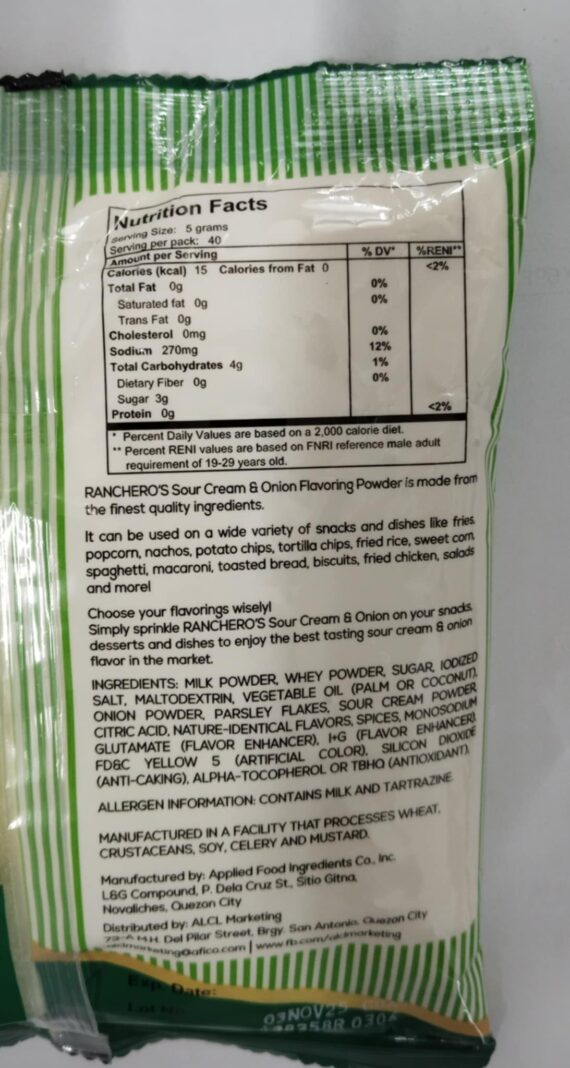 Nutrition Facts
Serving Size: 5 grams
Serving per pack: 40
Amount per Serving % DV* %RENI**
Calories (kcal) 15 Calories from Fat 0 <2%
Total Fat 0g 0%
Saturated fat 0g 0%
Trans Fat 0g
Cholesterol 0mg 0%
Sodium 270mg 12%
Total Carbohydrates 4g 1%
Dietary Fiber 0g 0%
Sugar 3g
Protein 0g <2%
* Percent Daily Values are based on a 2,000 calorie diet.
** Percent RENI values are based on FNRI reference male adult
requirement of 19-29 years old.
RANCHERO'S Sour Cream & Onion Flavoring Powder is made from
the finest quality ingredients.
It can be used on a wide variety of snacks and dishes like fries,
popcorn, nachos, potato chips, tortilla chips, fried rice, sweet corn,
spaghetti, macaroni, toasted bread, biscuits, fried chicken, salads
and more!
Choose your flavorings wisely!
Simply sprinkle RANCHERO'S Sour Cream & Onion on your snacks,
desserts and dishes to enjoy the best tasting sour cream & onion
flavor in the market.
INGREDIENTS: MILK POWDER, WHEY POWDER, SUGAR, IODIZED
SALT, MALTODEXTRIN, VEGETABLE OIL (PALM OR COCONUT),
ONION POWDER, PARSLEY FLAKES, SOUR CREAM POWDER,
CITRIC ACID, NATURE-IDENTICAL FLAVORS, SPICES, MONOSODIUM
GLUTAMATE (FLAVOR ENHANCER), I+G (FLAVOR ENHANCER),
FD&C YELLOW 5 (ARTIFICIAL COLOR), SILICON DIOXIDE
(ANTI-CAKING), ALPHA-TOCOPHEROL OR TBHQ (ANTIOXIDANT),
ALLERGEN INFORMATION: CONTAINS MILK AND TARTRAZINE.
MANUFACTURED IN A FACILITY THAT PROCESSES WHEAT,
CRUSTACEANS, SOY, CELERY AND MUSTARD.
Manufactured by: Applied Food Ingredients Co., Inc.
L&G Compound, P. Dela Cruz St., Sitio Gitna,
Novaliches, Quezon City
Distributed by: ALCL Marketing
M.H. Del Pilar Street, Brgy. San Antonio, Quezon City
www.fb.com/alclmarketing
Exp. Date:
Lot No
03NOV25
0304